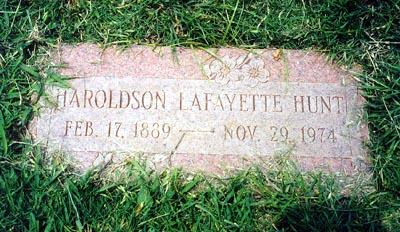 HAROLDSON LAFAYETTE HUNT
FEB. 17, 1889 — NOV. 29, 1974